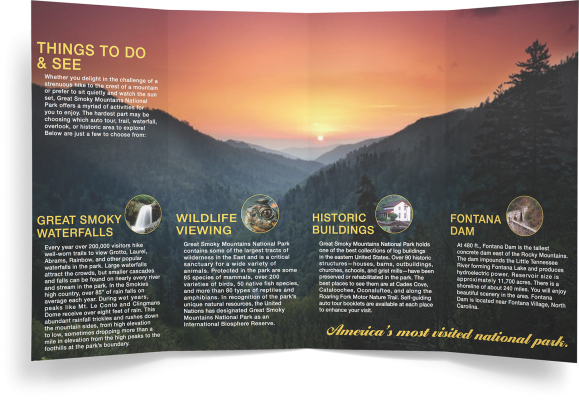 THINGS TO DO
& SEE
Whether you delight in the challenge of a
strenuous hike to the crest of a mountain
or prefer to sit quietly and watch the sun
set, Great Smoky Mountains National
Park offers a myriad of activities for
you to enjoy. The hardest part may be
choosing which auto tour, trail, waterfall,
overlook, or historic area to explore!
Below are just a few to choose from:
GREAT SMOKY
WATERFALLS
Every year over 200,000 visitors hike
well-worn trails to view Grotto, Laurel,
Abrams, Rainbow, and other popular
waterfalls in the park. Large waterfalls
attract the crowds, but smaller cascades
and falls can be found on nearly every river
and stream in the park. In the Smokies
high country, over 85" of rain falls on
average each year. During wet years,
peaks like Mt. Le Conte and Clingmans
Dome receive over eight feet of rain. This
abundant rainfall trickles and rushes down
the mountain sides, from high elevation
to low, sometimes dropping more than a
mile in elevation from the high peaks to the
foothills at the park's boundary.
WILDLIFE
VIEWING
Great Smoky Mountains National Park
contains some of the largest tracts of
wilderness in the East and is a critical
sanctuary for a wide variety of
animals. Protected in the park are some
65 species of mammals, over 200
varieties of birds, 50 native fish species,
and more than 80 types of reptiles and
amphibians. In recognition of the park's
unique natural resources, the United
Nations has designated Great Smoky
Mountains National Park as an
International Biosphere Reserve.
HISTORIC
BUILDINGS
Great Smoky Mountains National Park holds
one of the best collections of log buildings
in the eastern United States. Over 90 historic
structures—houses, barns, outbuildings,
churches, schools, and grist mills—have been
preserved or rehabilitated in the park. The
best places to see them are at Cades Cove,
Cataloochee, Oconaluftee, and along the
Roaring Fork Motor Nature Trail. Self-guiding
auto tour booklets are available at each place
to enhance your visit.
FONTANA
DAM
At 480 ft., Fontana Dam is the tallest
concrete dam east of the Rocky Mountains.
The dam impounds the Little Tennessee
River forming Fontana Lake and produces
hydroelectric power. Reservoir size is
approximately 11,700 acres. There is a
shoreline of about 240 miles. You will enjoy
beautiful scenery in the area. Fontana
Dam is located near Fontana Village, North
Carolina.
America's most visited national park.